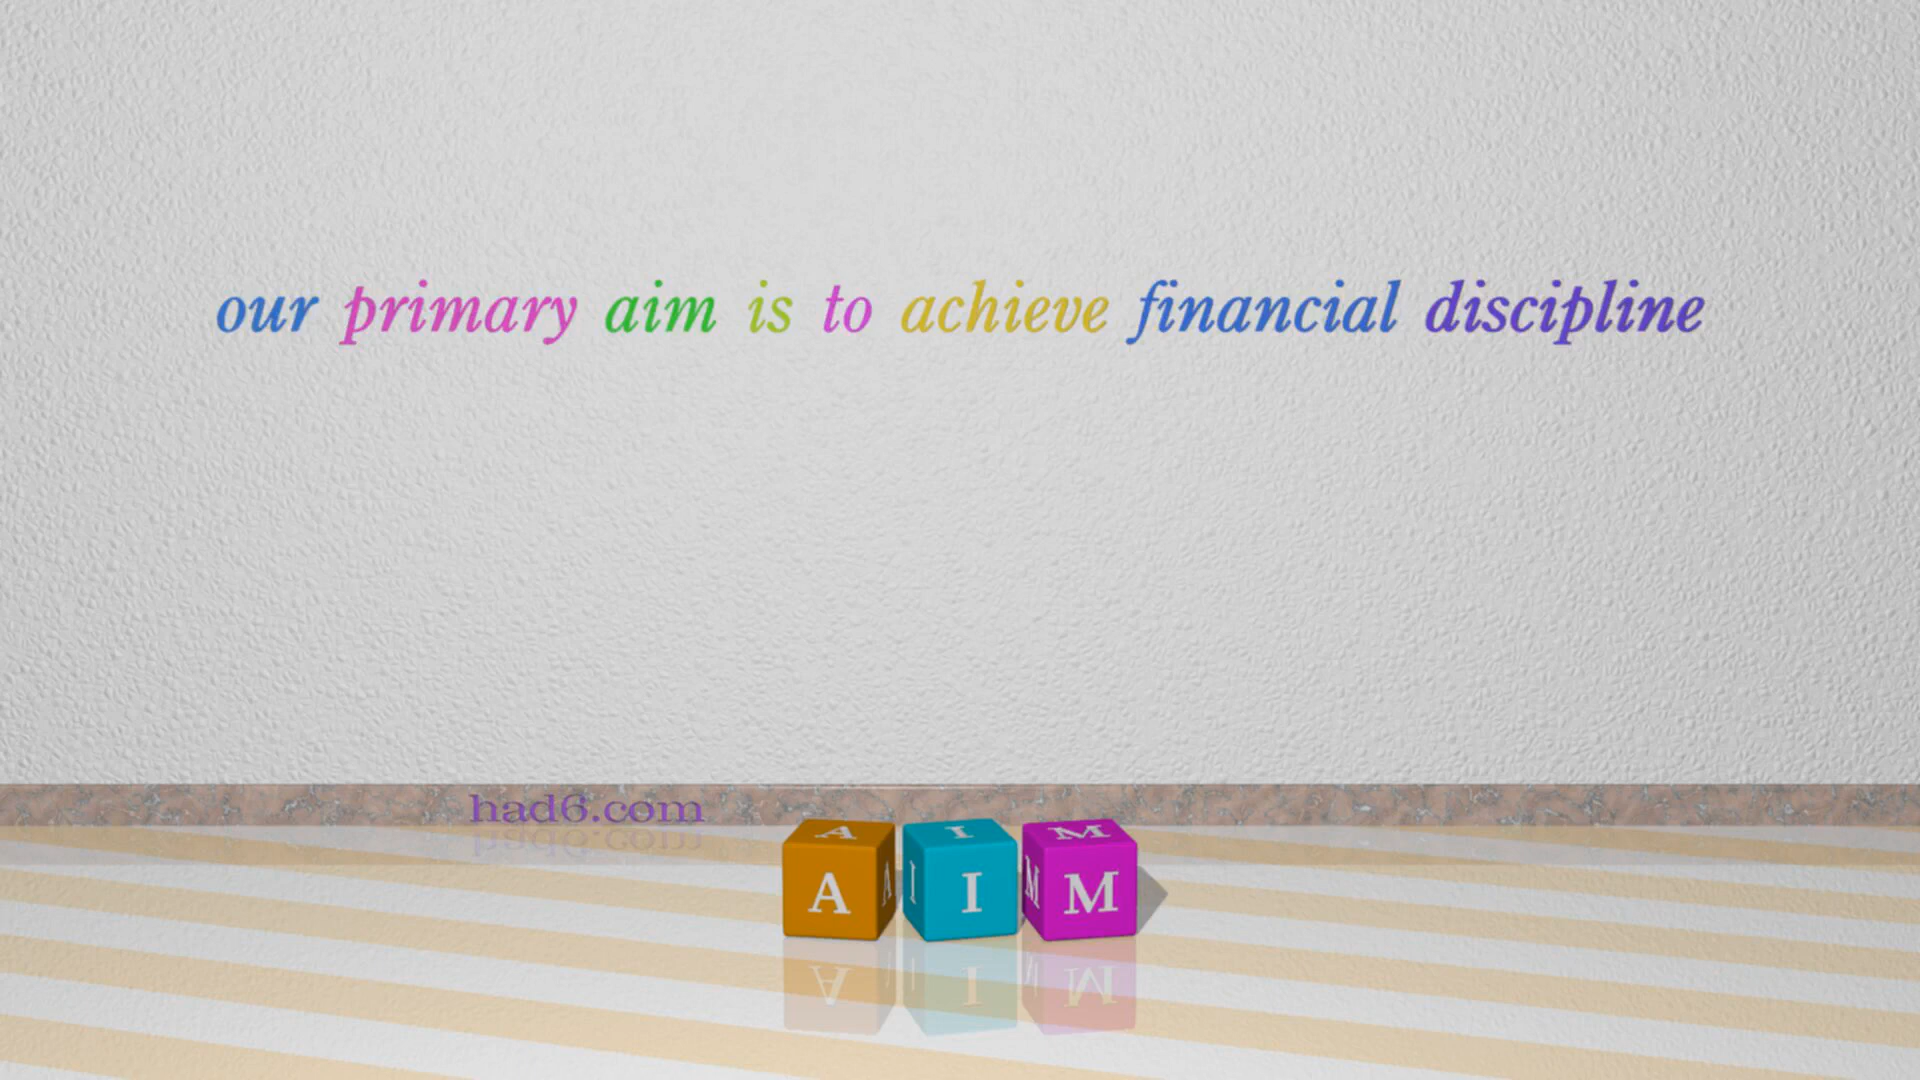 our primary aim is to achieve financial discipline
had6.com
A I M
A A I I M M